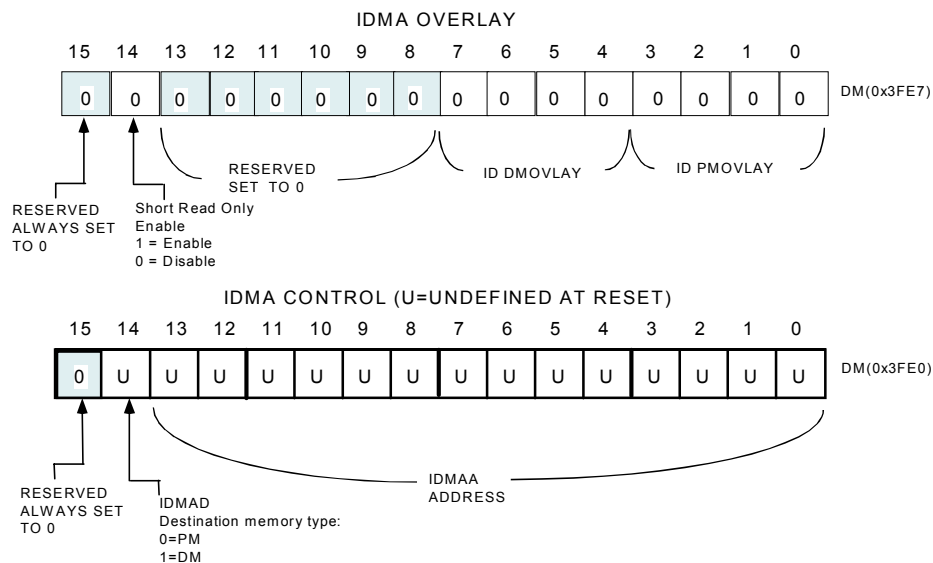 IDMA OVERLAY
15 14 13 12 11 10 9 8 7 6 5 4 3 2 1 0
0 0 0 0 0 0 0 0 0 0 0 0 0 0 0 0 DM(0x3FE7)
RESERVED
SET TO 0
ID DMOVLAY
ID PMOVLAY
RESERVED
ALWAYS SET
TO 0
Short Read Only
Enable
1 = Enable
0 = Disable
IDMA CONTROL (U=UNDEFINED AT RESET)
15 14 13 12 11 10 9 8 7 6 5 4 3 2 1 0
0 U U U U U U U U U U U U U U U DM(0x3FE0)
IDMAA
ADDRESS
RESERVED
ALWAYS SET
TO 0
IDMAD
Destination memory type:
0=PM
1=DM